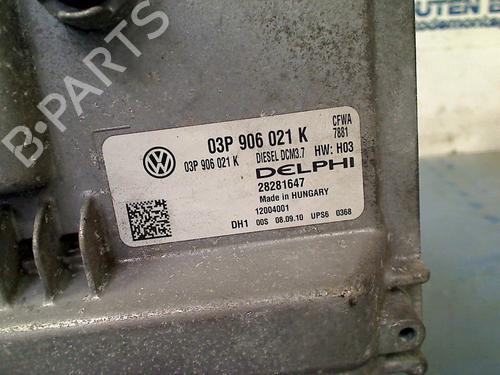 UTEN B
B-PARTS
03P 906 021 K
CFWA
7881
03P 906 021 K
DIESEL DCM3.7
HW: H03
DELPHI
28281647
Made in HUNGARY
12004001
DH1 00S 08.09.10 UPS6 0368